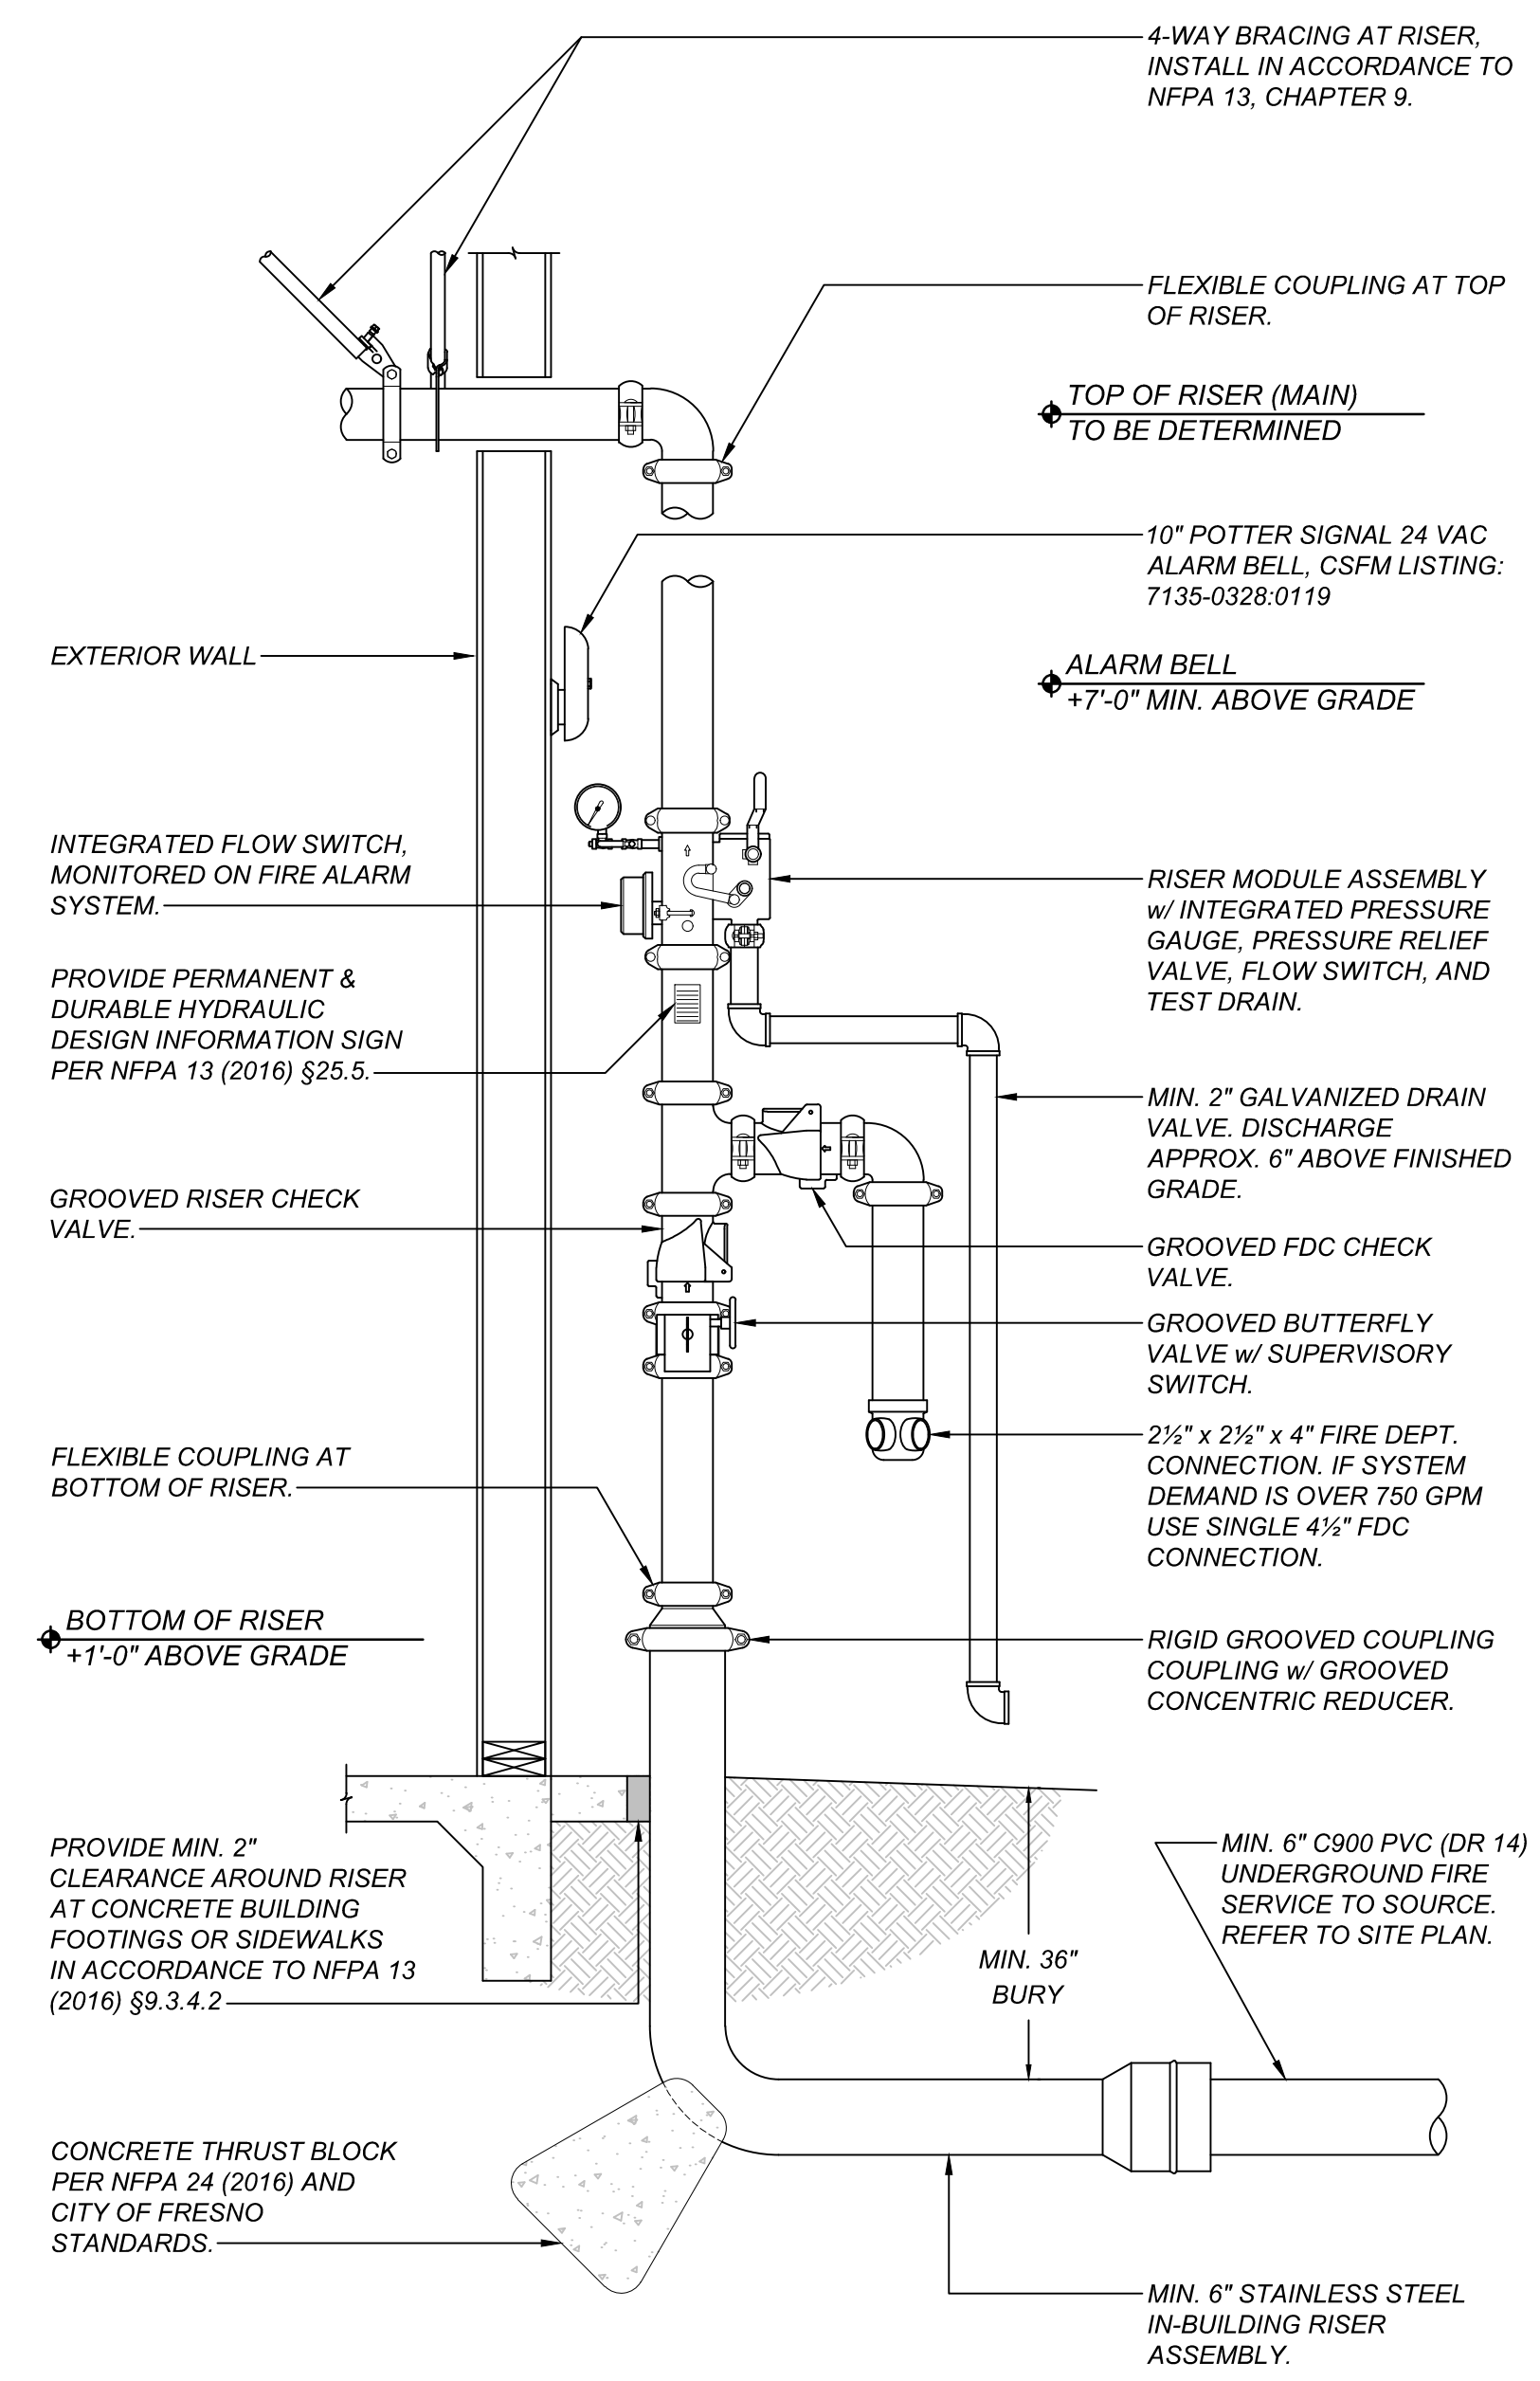 4-WAY BRACING AT RISER,
INSTALL IN ACCORDANCE TO
NFPA 13, CHAPTER 9.
FLEXIBLE COUPLING AT TOP
OF RISER.
TOP OF RISER (MAIN)
TO BE DETERMINED
10" POTTER SIGNAL 24 VAC
ALARM BELL, CSFM LISTING:
7135-0328:0119
EXTERIOR WALL
ALARM BELL
+7'-0" MIN. ABOVE GRADE
INTEGRATED FLOW SWITCH,
MONITORED ON FIRE ALARM
SYSTEM.
RISER MODULE ASSEMBLY
w/ INTEGRATED PRESSURE
GAUGE, PRESSURE RELIEF
VALVE, FLOW SWITCH, AND
TEST DRAIN.
PROVIDE PERMANENT &
DURABLE HYDRAULIC
DESIGN INFORMATION SIGN
PER NFPA 13 (2016) §25.5.
MIN. 2" GALVANIZED DRAIN
VALVE. DISCHARGE
APPROX. 6" ABOVE FINISHED
GRADE.
GROOVED RISER CHECK
VALVE.
GROOVED FDC CHECK
VALVE.
GROOVED BUTTERFLY
VALVE w/ SUPERVISORY
SWITCH.
2½" x 2½" x 4" FIRE DEPT.
CONNECTION. IF SYSTEM
DEMAND IS OVER 750 GPM
USE SINGLE 4½" FDC
CONNECTION.
FLEXIBLE COUPLING AT
BOTTOM OF RISER.
BOTTOM OF RISER
+1'-0" ABOVE GRADE
RIGID GROOVED COUPLING
COUPLING w/ GROOVED
CONCENTRIC REDUCER.
PROVIDE MIN. 2"
CLEARANCE AROUND RISER
AT CONCRETE BUILDING
FOOTINGS OR SIDEWALKS
IN ACCORDANCE TO NFPA 13
(2016) §9.3.4.2
MIN. 36"
BURY
MIN. 6" C900 PVC (DR 14)
UNDERGROUND FIRE
SERVICE TO SOURCE.
REFER TO SITE PLAN.
CONCRETE THRUST BLOCK
PER NFPA 24 (2016) AND
CITY OF FRESNO
STANDARDS.
MIN. 6" STAINLESS STEEL
IN-BUILDING RISER
ASSEMBLY.